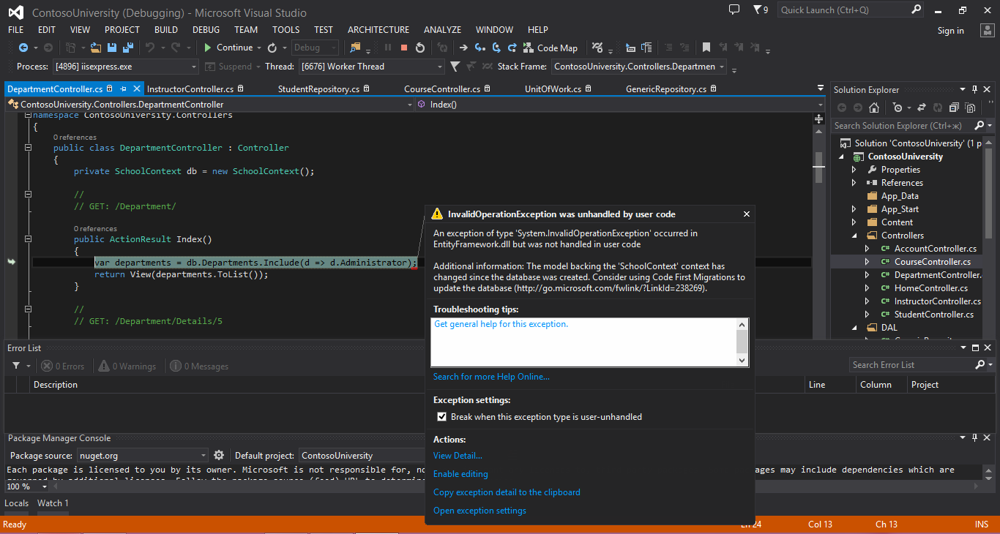 ContosoUniversity (Debugging) - Microsoft Visual Studio
9
Quick Launch (Ctrl+Q)
FILE EDIT VIEW PROJECT BUILD DEBUG TEAM TOOLS TEST ARCHITECTURE ANALYZE WINDOW HELP
Sign in
Continue Debug Code Map
Process: [4896] iisexpress.exe Suspend Thread: [6676] Worker Thread Stack Frame: ContosoUniversity.Controllers.Departmen
DepartmentController.cs InstructorController.cs StudentRepository.cs CourseController.cs UnitOfWork.cs GenericRepository.cs
ContosoUniversity.Controllers.DepartmentController Index()
namespace ContosoUniversity.Controllers
{
0 references
public class DepartmentController : Controller
{
private SchoolContext db = new SchoolContext();
//
// GET: /Department/
0 references
public ActionResult Index()
{
var departments = db.Departments.Include(d => d.Administrator);
return View(departments.ToList());
}
//
// GET: /Department/Details/5
InvalidOperationException was unhandled by user code
An exception of type 'System.InvalidOperationException' occurred in
EntityFramework.dll but was not handled in user code
Additional information: The model backing the 'SchoolContext' context has
changed since the database was created. Consider using Code First Migrations to
update the database (http://go.microsoft.com/fwlink/?LinkId=238269).
Troubleshooting tips:
Get general help for this exception.
Search for more Help Online...
Exception settings:
Break when this exception type is user-unhandled
Actions:
View Detail...
Enable editing
Copy exception detail to the clipboard
Open exception settings
Solution Explorer
Search Solution Explorer (Ctrl+ж)
Solution 'ContosoUniversity' (1 p
ContosoUniversity
Properties
References
App_Data
App_Start
Content
Controllers
C# AccountController.cs
C# CourseController.cs
C# DepartmentController.
C# HomeController.cs
C# InstructorController.cs
C# StudentController.cs
DAL
Error List
0 Errors 0 Warnings 0 Messages
Search Error List
Description Line Column Project
Package Manager Console
Package source: nuget.org Default project: ContosoUniversity
Each package is licensed to you by its owner. Microsoft is not responsible for, no
ages may include dependencies which are
100 %
Locals Watch 1
Ready Ln 24 Col 13 Ch 13 INS